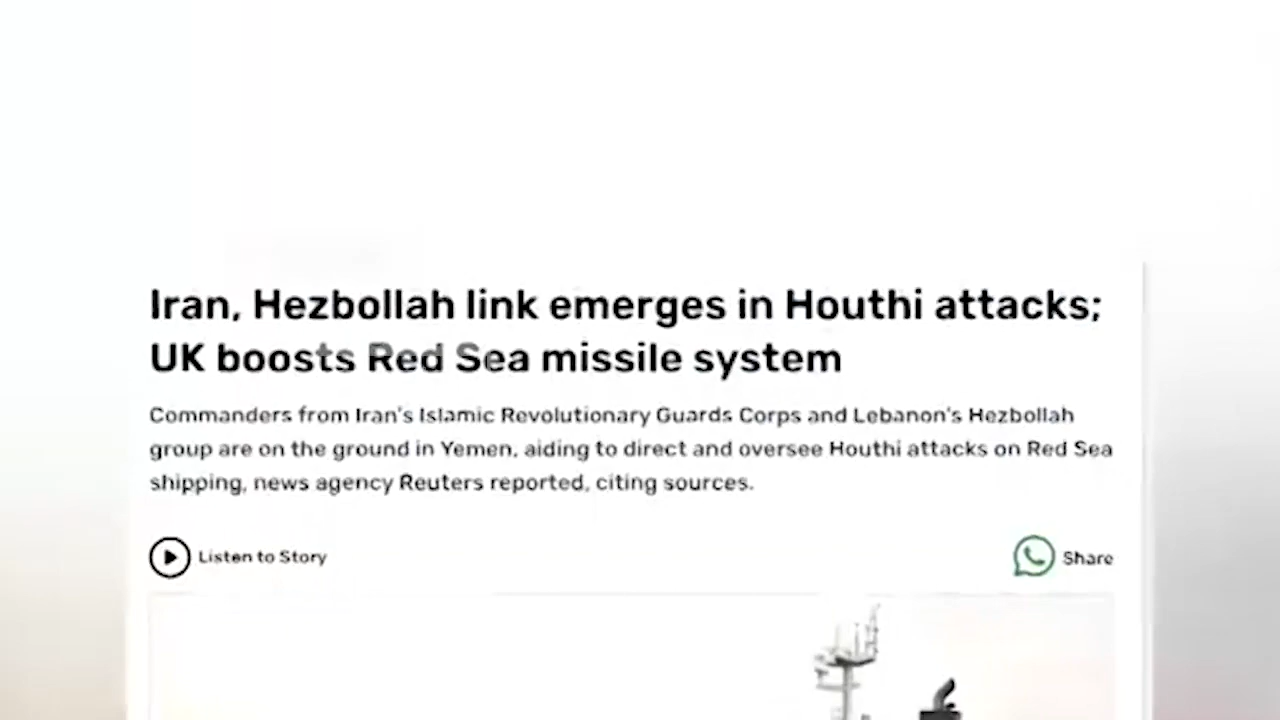 Iran, Hezbollah link emerges in Houthi attacks;
UK boosts Red Sea missile system
Commanders from Iran's Islamic Revolutionary Guards Corps and Lebanon's Hezbollah
group are on the ground in Yemen, aiding to direct and oversee Houthi attacks on Red Sea
shipping, news agency Reuters reported, citing sources.
Listen to Story
Share